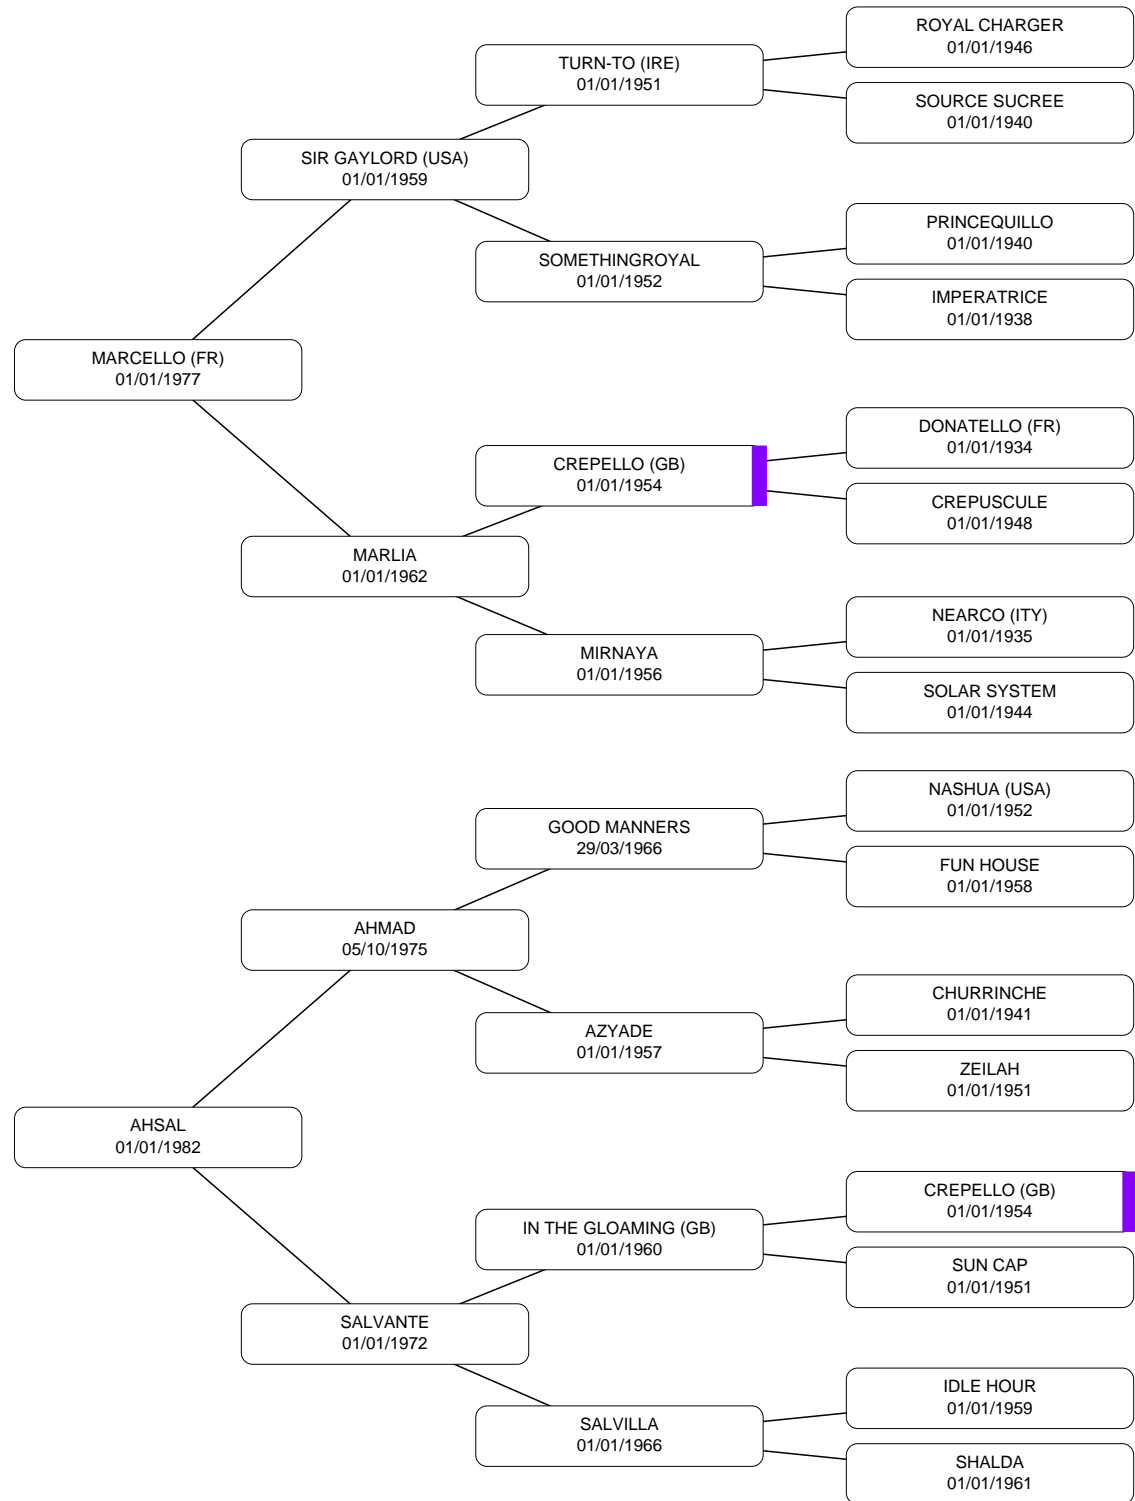 ROYAL CHARGER
01/01/1946
TURN-TO (IRE)
01/01/1951
SOURCE SUCREE
01/01/1940
SIR GAYLORD (USA)
01/01/1959
PRINCEQUILLO
01/01/1940
SOMETHINGROYAL
01/01/1952
IMPERATRICE
01/01/1938
MARCELLO (FR)
01/01/1977
DONATELLO (FR)
01/01/1934
CREPELLO (GB)
01/01/1954
CREPUSCULE
01/01/1948
MARLIA
01/01/1962
NEARCO (ITY)
01/01/1935
MIRNAYA
01/01/1956
SOLAR SYSTEM
01/01/1944
NASHUA (USA)
01/01/1952
GOOD MANNERS
29/03/1966
FUN HOUSE
01/01/1958
AHMAD
05/10/1975
CHURRINCHE
01/01/1941
AZYADE
01/01/1957
ZEILAH
01/01/1951
AHSAL
01/01/1982
CREPELLO (GB)
01/01/1954
IN THE GLOAMING (GB)
01/01/1960
SUN CAP
01/01/1951
SALVANTE
01/01/1972
IDLE HOUR
01/01/1959
SALVILLA
01/01/1966
SHALDA
01/01/1961